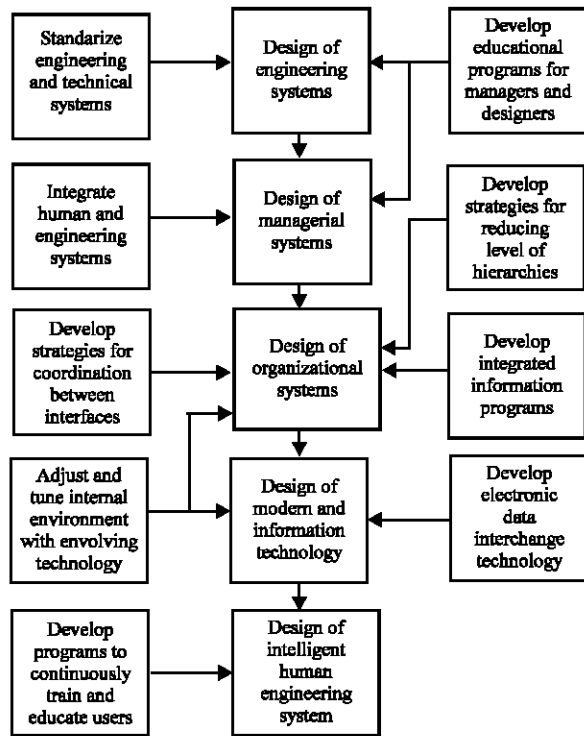 Standarize
engineering
and technical
systems
Design of
engineering
systems
Develop
educational
programs for
managers and
designers
Integrate
human and
engineering
systems
Design of
managerial
systems
Develop
strategies for
reducing
level of
hierarchies
Develop
strategies for
coordination
between
interfaces
Design of
organizational
systems
Develop
integrated
information
programs
Adjust and
tune internal
environment
with envolving
technology
Design of
modern and
information
technology
Develop
electronic
data
interchange
technology
Develop
programs to
continuously
train and
educate users
Design of
intelligent
human
engineering
system